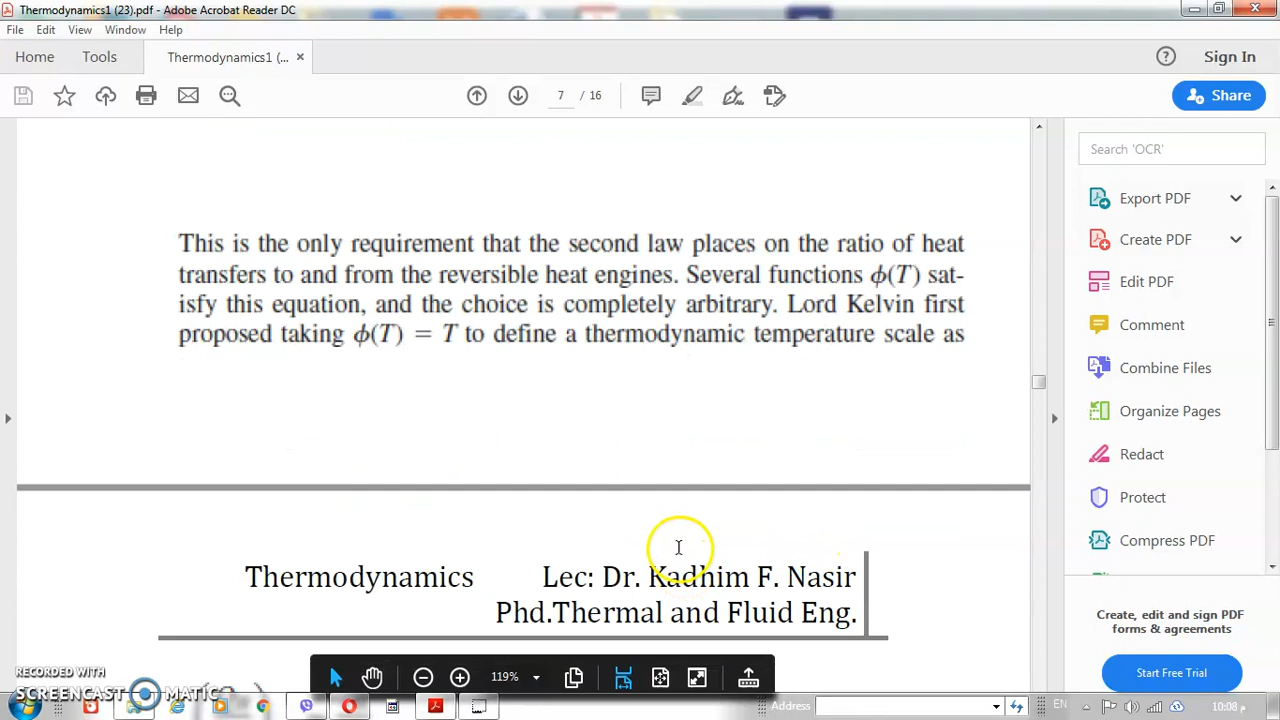 Thermodynamics1 (23).pdf - Adobe Acrobat Reader DC
File Edit View Window Help
Home Tools Thermodynamics1 (... × Sign In
7 / 16 Share
Search 'OCR'
Export PDF
Create PDF
Edit PDF
Comment
Combine Files
Organize Pages
Redact
Protect
Compress PDF
Create, edit and sign PDF
forms & agreements
Start Free Trial
This is the only requirement that the second law places on the ratio of heat
transfers to and from the reversible heat engines. Several functions ϕ(T) sat-
isfy this equation, and the choice is completely arbitrary. Lord Kelvin first
proposed taking ϕ(T) = T to define a thermodynamic temperature scale as
Thermodynamics Lec: Dr. Kadhim F. Nasir
Phd.Thermal and Fluid Eng.
119%
RECORDED WITH
SCREENCAST MATIC
Address EN 10:08 م